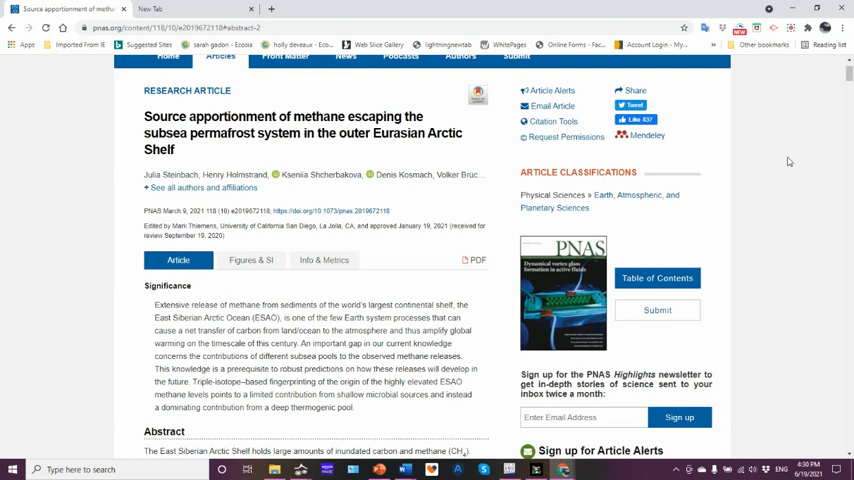 Source apportionment of metha
New Tab
pnas.org/content/118/10/e2019672118#abstract-2
Apps
Imported From IE
Suggested Sites
sarah gadon - Ecosia
holly deveaux - Eco...
Web Slice Gallery
lightningnewtab
WhitePages
Online Forms – Fac...
Account Login - My...
Other bookmarks
Reading list
NEW
Home Articles Front Matter News Podcasts Authors Submit
RESEARCH ARTICLE
Source apportionment of methane escaping the
subsea permafrost system in the outer Eurasian Arctic
Shelf
Julia Steinbach, Henry Holmstrand, Kseniia Shcherbakova, Denis Kosmach, Volker Brüc...
+ See all authors and affiliations
PNAS March 9, 2021 118 (10) e2019672118; https://doi.org/10.1073/pnas.2019672118
Edited by Mark Thiemens, University of California San Diego, La Jolla, CA, and approved January 19, 2021 (received for
review September 19, 2020)
Article Figures & SI Info & Metrics PDF
Significance
Extensive release of methane from sediments of the world's largest continental shelf, the
East Siberian Arctic Ocean (ESAO), is one of the few Earth system processes that can
cause a net transfer of carbon from land/ocean to the atmosphere and thus amplify global
warming on the timescale of this century. An important gap in our current knowledge
concerns the contributions of different subsea pools to the observed methane releases.
This knowledge is a prerequisite to robust predictions on how these releases will develop in
the future. Triple-isotope–based fingerprinting of the origin of the highly elevated ESAO
methane levels points to a limited contribution from shallow microbial sources and instead
a dominating contribution from a deep thermogenic pool.
Abstract
The East Siberian Arctic Shelf holds large amounts of inundated carbon and methane (CH4).
Article Alerts
Email Article
Citation Tools
© Request Permissions
Share
Tweet
Like 837
Mendeley
ARTICLE CLASSIFICATIONS
Physical Sciences » Earth, Atmospheric, and
Planetary Sciences
PNAS
Dynamical vortex glass
formation in active fluids
Table of Contents
Submit
Sign up for the PNAS Highlights newsletter to
get in-depth stories of science sent to your
inbox twice a month:
Enter Email Address
Sign up
Sign up for Article Alerts
Type here to search
ENG
4:30 PM
6/19/2021